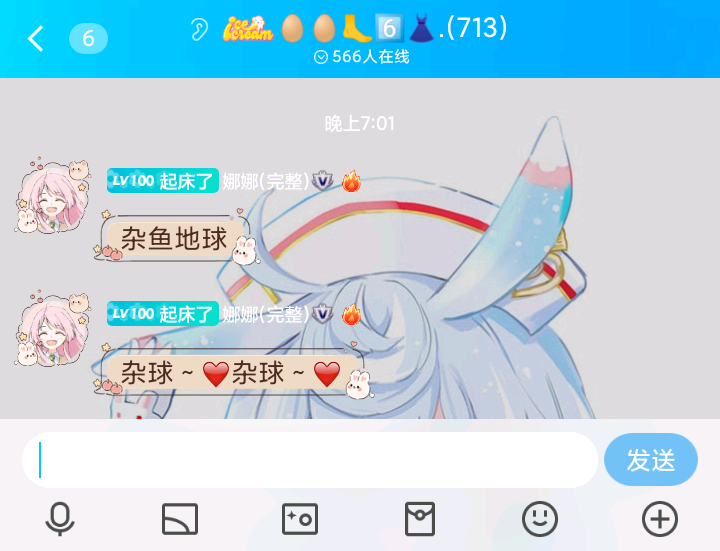 6
ice cream 🥚🥚🦶6️⃣👗.(713)
566人在线
晚上7:01
LV100 起床了 娜娜(完整) V 🔥
杂鱼地球
LV100 起床了 娜娜(完整) V 🔥
杂球~❤️杂球~❤️
发送